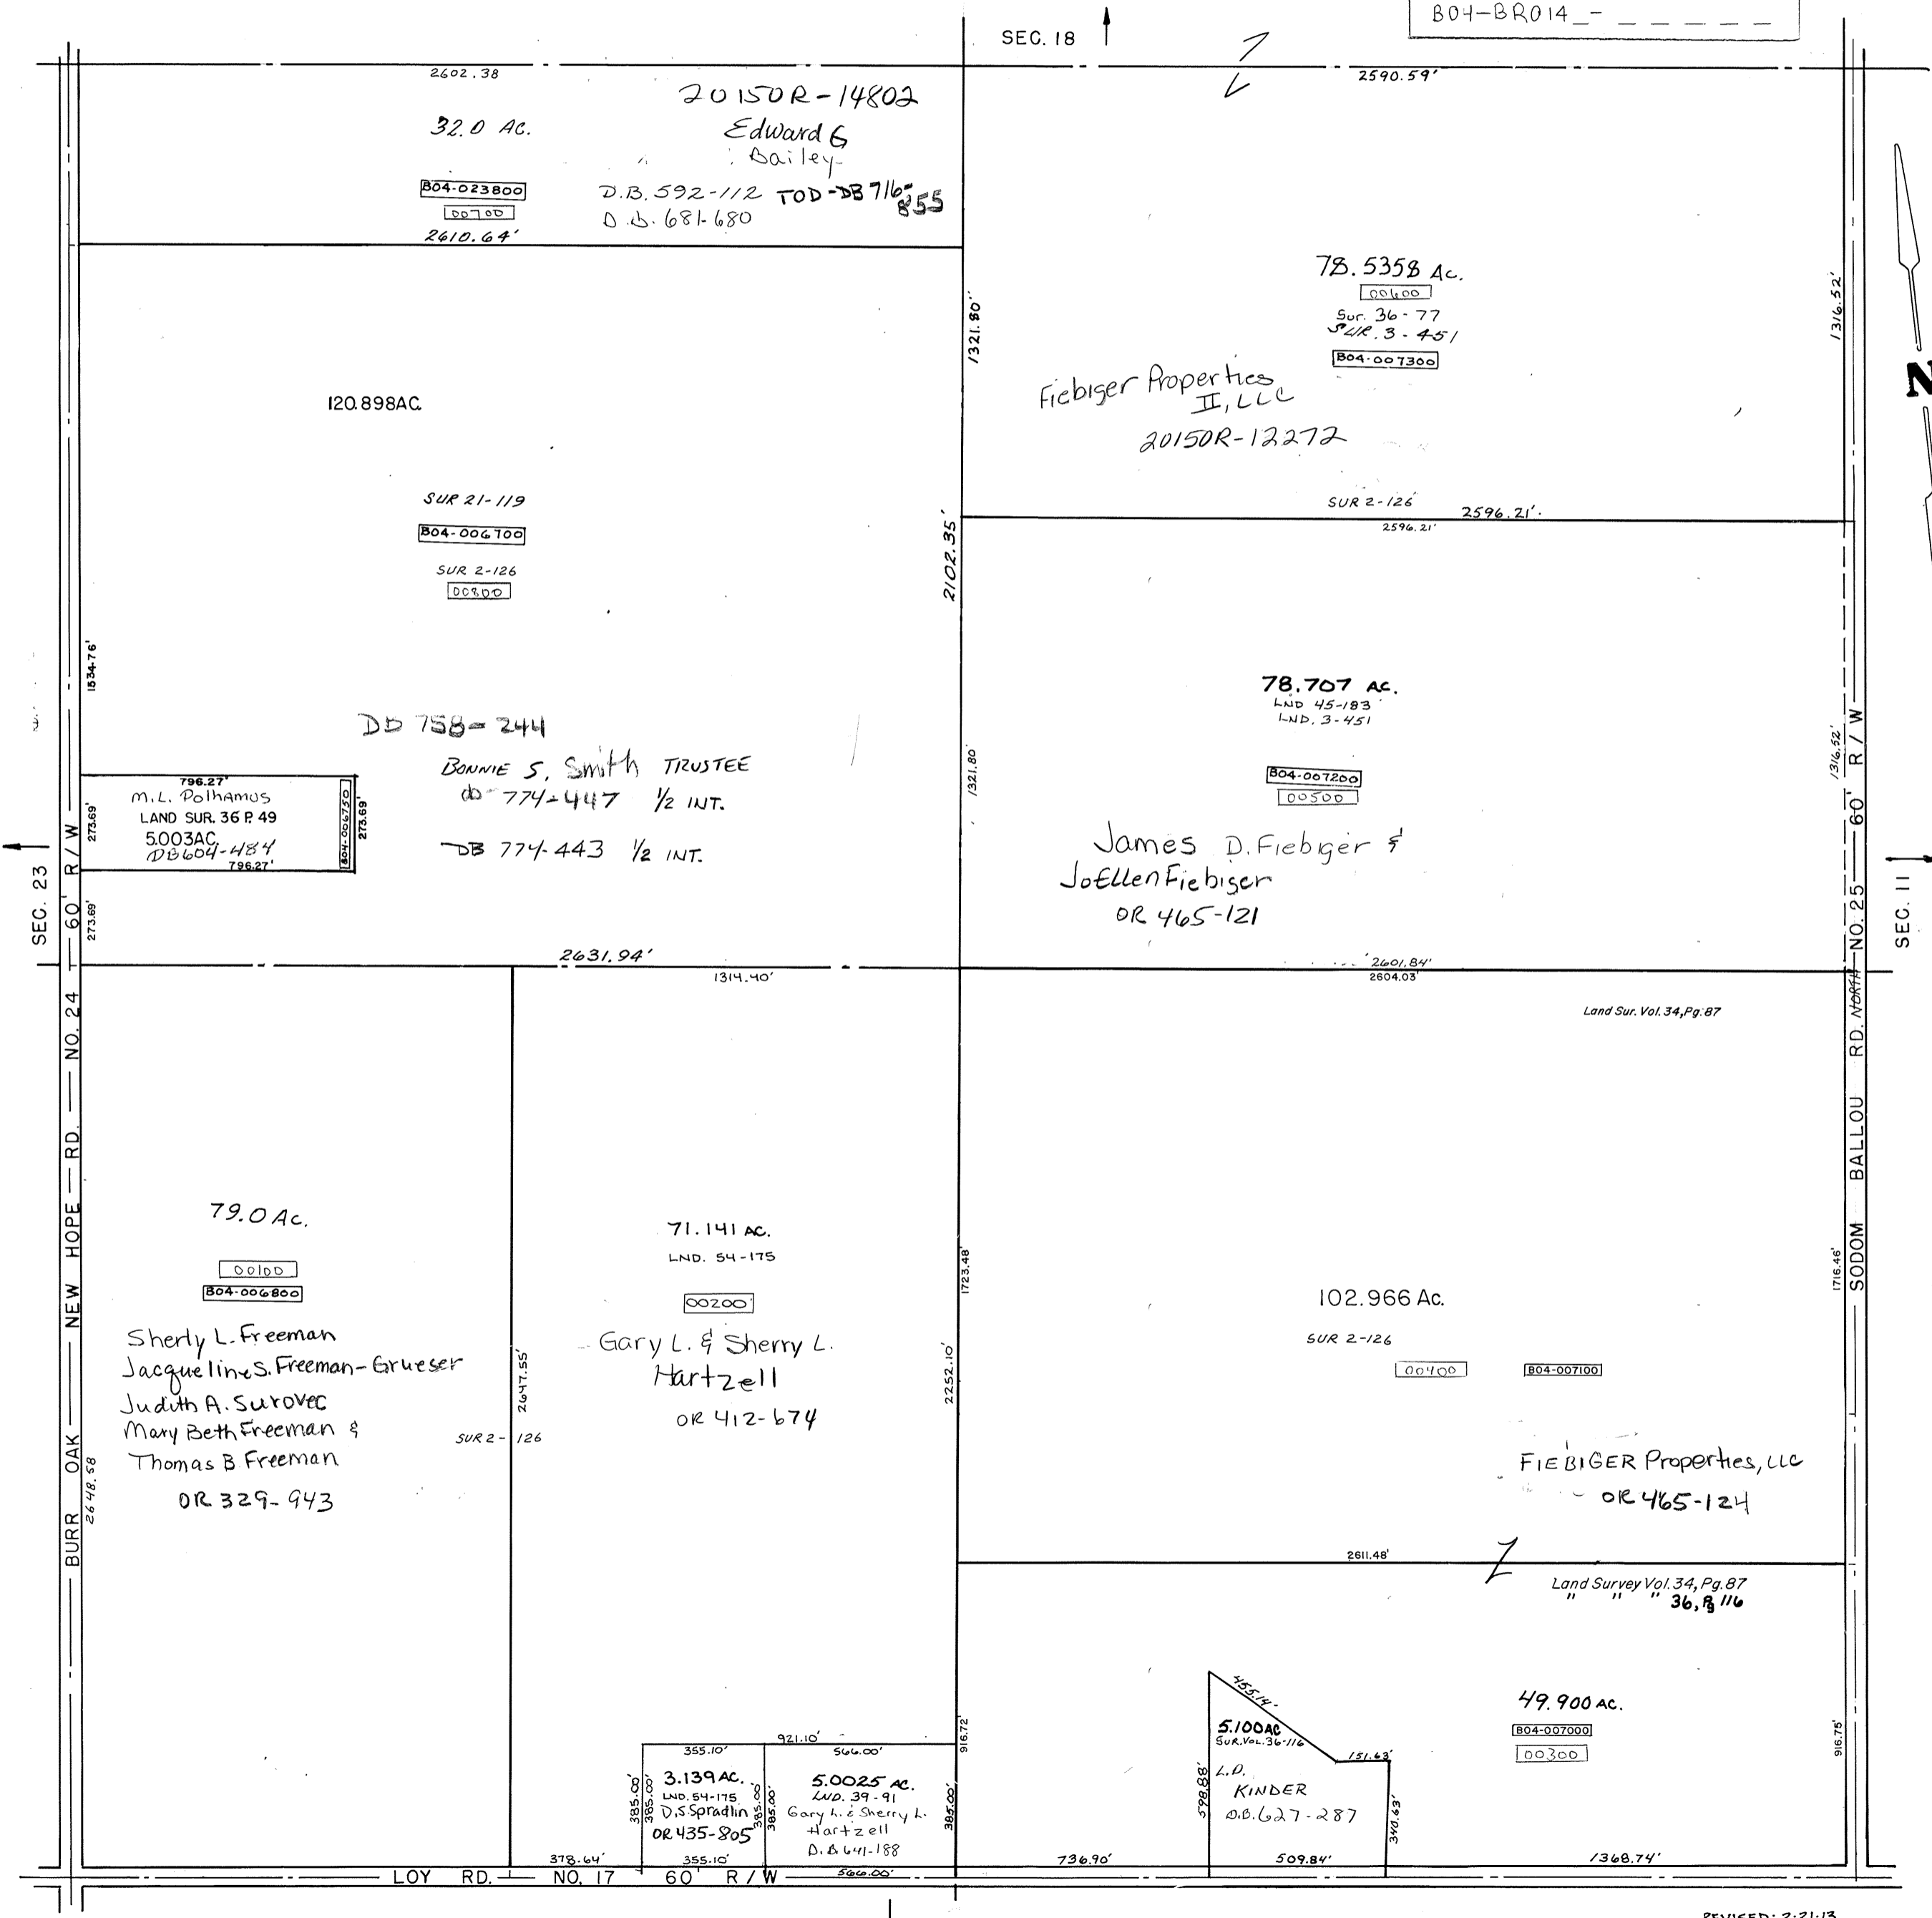 B04-BR014_-_ _ _ _ _ _
SEC. 18
2602.38
2590.59'
32.0 AC.
20150R-14802
Edward G
Bailey
B04-023800
00700
D.B. 592-112 TOD-DB 716-855
D.B. 681-680
2610.64'
78.5358 Ac.
00600
Sur. 36-77
SUR. 3-451
B04-007300
Fiebiger Properties
II, LLC
20150R-12272
1321.80'
1316.52'
N
SUR 2-126
2596.21'
2596.21'
120.898AC.
SUR 21-119
B04-006700
SUR 2-126
00800
2102.35'
1534.76'
DB 758-244
BONNIE S. Smith TRUSTEE
db 774-447 1/2 INT.
DB 774-443 1/2 INT.
796.27'
M.L. Polhamus
LAND SUR. 36 P. 49
5.003AC.
DB604-484
796.27'
B04-006750
273.69'
273.69'
273.69'
78.707 AC.
LND 45-183
LND. 3-451
B04-007200
00500
James D. Fiebiger &
JoEllen Fiebiger
OR 465-121
1321.80'
1316.52'
SEC. 23
SEC. 11
2631.94'
1314.40'
2601.84'
2604.03'
Land Sur. Vol. 34, Pg. 87
BURR OAK — NEW HOPE — RD. — NO. 24 — 60' R/W
SODOM BALLOU RD. NORTH — NO. 25 — 60' R/W
79.0 Ac.
00100
B04-006800
Sherly L. Freeman
Jacqueline S. Freeman-Grueser
Judith A. Surovec
Mary Beth Freeman &
Thomas B Freeman
OR 329-943
2648.58
2647.55'
SUR 2-126
71.141 AC.
LND. 54-175
00200
Gary L. & Sherry L.
Hartzell
OR 412-674
1723.48'
2252.10'
1716.46'
102.966 Ac.
SUR 2-126
00400
B04-007100
FIEBIGER Properties, LLC
OR 465-124
2611.48'
Land Survey Vol. 34, Pg. 87
" " " 36, Pg 116
921.10'
355.10'
566.00'
3.139 AC.
LND. 54-175
D.S. Spradlin
OR 435-805
385.00'
385.00'
385.00'
385.00'
5.0025 AC.
LND. 39-91
Gary L. & Sherry L.
Hartzell
D.B 641-188
385.00'
916.72'
455.14'
5.100AC
SUR. VOL. 36-116
151.63'
L.D.
KINDER
D.B. 627-287
598.88'
340.63'
49.900 AC.
B04-007000
00300
916.75'
378.64'
355.10'
566.00'
736.90'
509.84'
1368.74'
LOY RD. — NO. 17 60' R/W
REVISED: 2-21-13